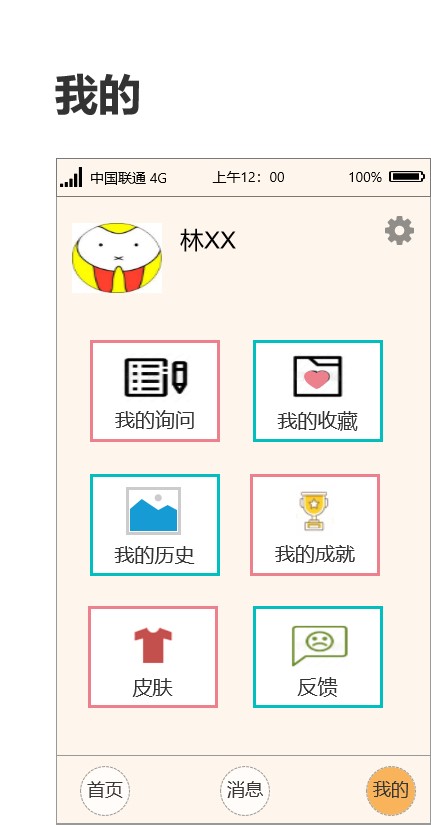 我的
中国联通 4G 上午12：00 100%
林XX
我的询问 我的收藏
我的历史 我的成就
皮肤 反馈
首页 消息 我的